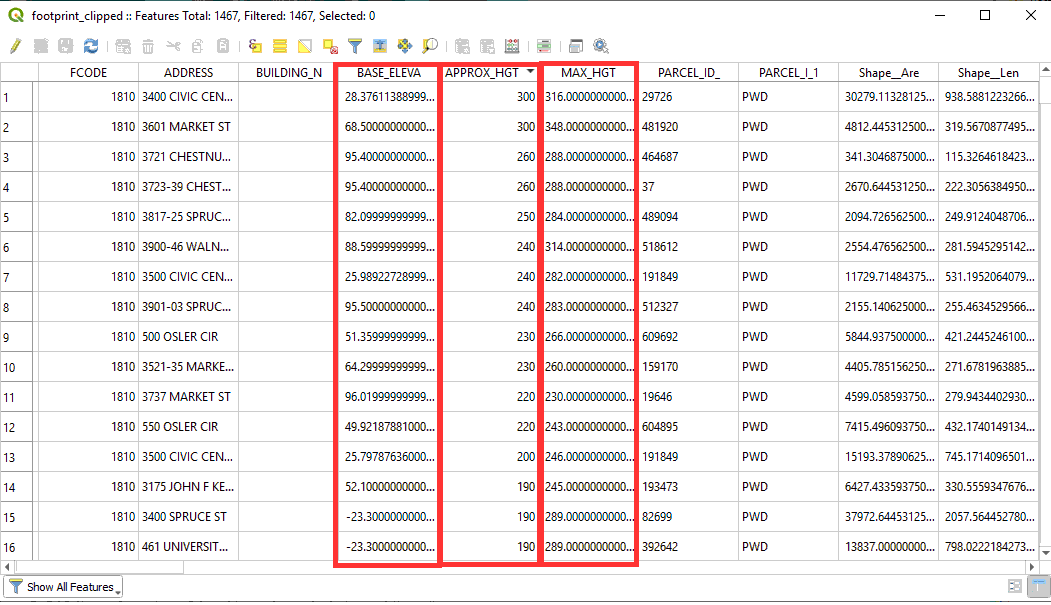 footprint_clipped :: Features Total: 1467, Filtered: 1467, Selected: 0
FCODE ADDRESS BUILDING_N BASE_ELEVA APPROX_HGT MAX_HGT PARCEL_ID_ PARCEL_I_1 Shape__Are Shape__Len
1 1810 3400 CIVIC CEN... 28.37611388999... 300 316.0000000000... 29726 PWD 30279.11328125... 938.5881223266...
2 1810 3601 MARKET ST 68.50000000000... 300 348.0000000000... 481920 PWD 4812.445312500... 319.5670877495...
3 1810 3721 CHESTNU... 95.40000000000... 260 288.0000000000... 464687 PWD 341.3046875000... 115.3264618423...
4 1810 3723-39 CHEST... 95.40000000000... 260 288.0000000000... 37 PWD 2670.644531250... 222.3056384950...
5 1810 3817-25 SPRUC... 82.09999999999... 250 284.0000000000... 489094 PWD 2094.726562500... 249.9124048706...
6 1810 3900-46 WALN... 88.59999999999... 240 314.0000000000... 518612 PWD 2554.476562500... 281.5945295142...
7 1810 3500 CIVIC CEN... 25.98922728999... 240 282.0000000000... 191849 PWD 11729.71484375... 531.1952064079...
8 1810 3901-03 SPRUC... 95.50000000000... 240 283.0000000000... 512327 PWD 2155.140625000... 255.4634529566...
9 1810 500 OSLER CIR 51.35999999999... 230 266.0000000000... 609692 PWD 5844.937500000... 421.2445246100...
10 1810 3521-35 MARKE... 64.29999999999... 230 260.0000000000... 159170 PWD 4405.785156250... 271.6781963885...
11 1810 3737 MARKET ST 96.01999999999... 220 230.0000000000... 19646 PWD 4599.058593750... 279.9434402930...
12 1810 550 OSLER CIR 49.92187881000... 220 243.0000000000... 604895 PWD 7415.496093750... 432.1740149134...
13 1810 3500 CIVIC CEN... 25.79787636000... 200 246.0000000000... 191849 PWD 15193.37890625... 745.1714096501...
14 1810 3175 JOHN F KE... 52.10000000000... 190 245.0000000000... 193473 PWD 6427.433593750... 330.5559347676...
15 1810 3400 SPRUCE ST -23.3000000000... 190 289.0000000000... 82699 PWD 37972.64453125... 2057.564452780...
16 1810 461 UNIVERSIT... -23.3000000000... 190 289.0000000000... 392642 PWD 13837.00000000... 798.0222184273...
Show All Features